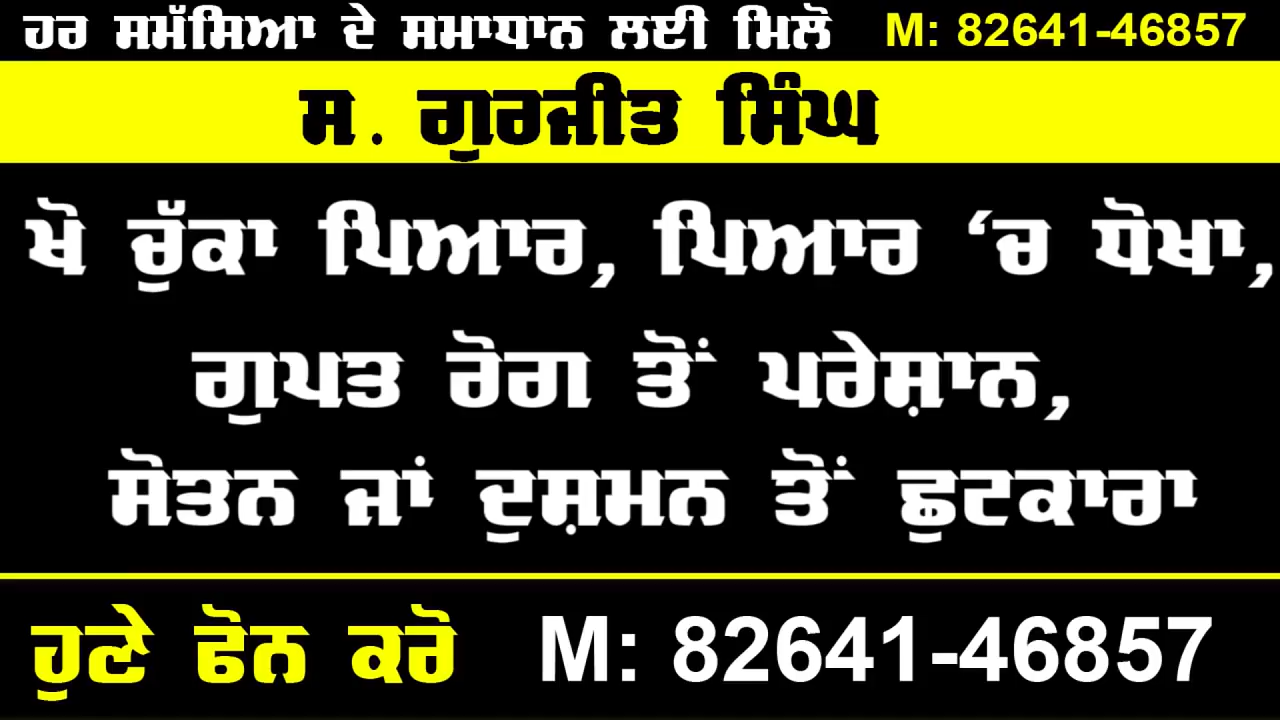 ਹਰ ਸਮੱਸਿਆ ਦੇ ਸਮਾਧਾਨ ਲਈ ਮਿਲੋ M: 82641-46857
ਸ. ਗੁਰਜੀਤ ਸਿੰਘ
ਖੋ ਚੁੱਕਾ ਪਿਆਰ, ਪਿਆਰ ‘ਚ ਧੋਖਾ,
ਗੁਪਤ ਰੋਗ ਤੋਂ ਪਰੇਸ਼ਾਨ,
ਸੋਤਨ ਜਾਂ ਦੁਸ਼ਮਨ ਤੋਂ ਛੁਟਕਾਰਾ
ਹੁਣੇ ਫੋਨ ਕਰੋ M: 82641-46857